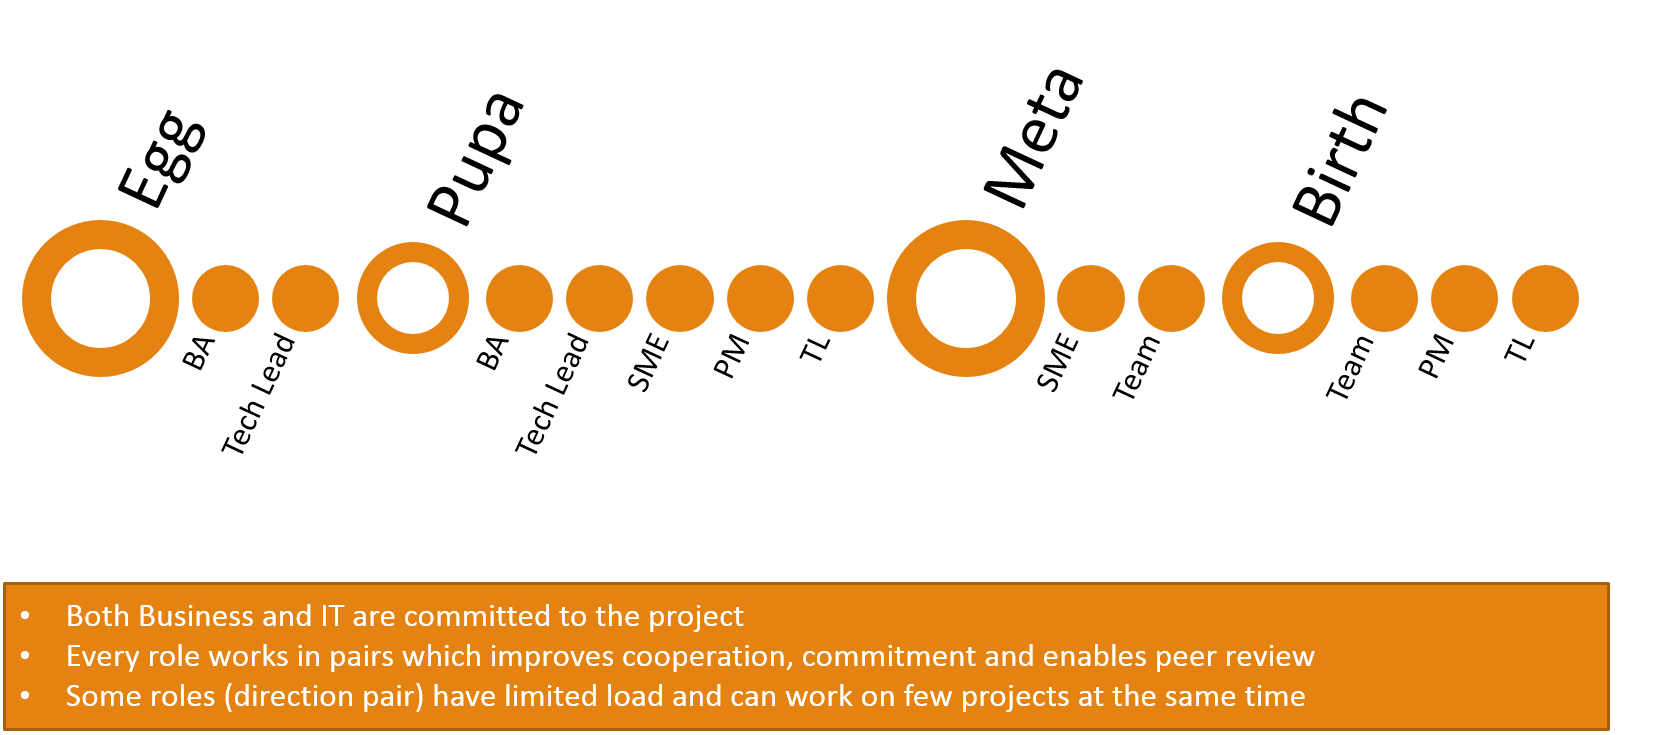 Egg
Pupa
Meta
Birth
BA
Tech Lead
BA
Tech Lead
SME
PM
TL
SME
Team
Team
PM
TL
• Both Business and IT are committed to the project
• Every role works in pairs which improves cooperation, commitment and enables peer review
• Some roles (direction pair) have limited load and can work on few projects at the same time